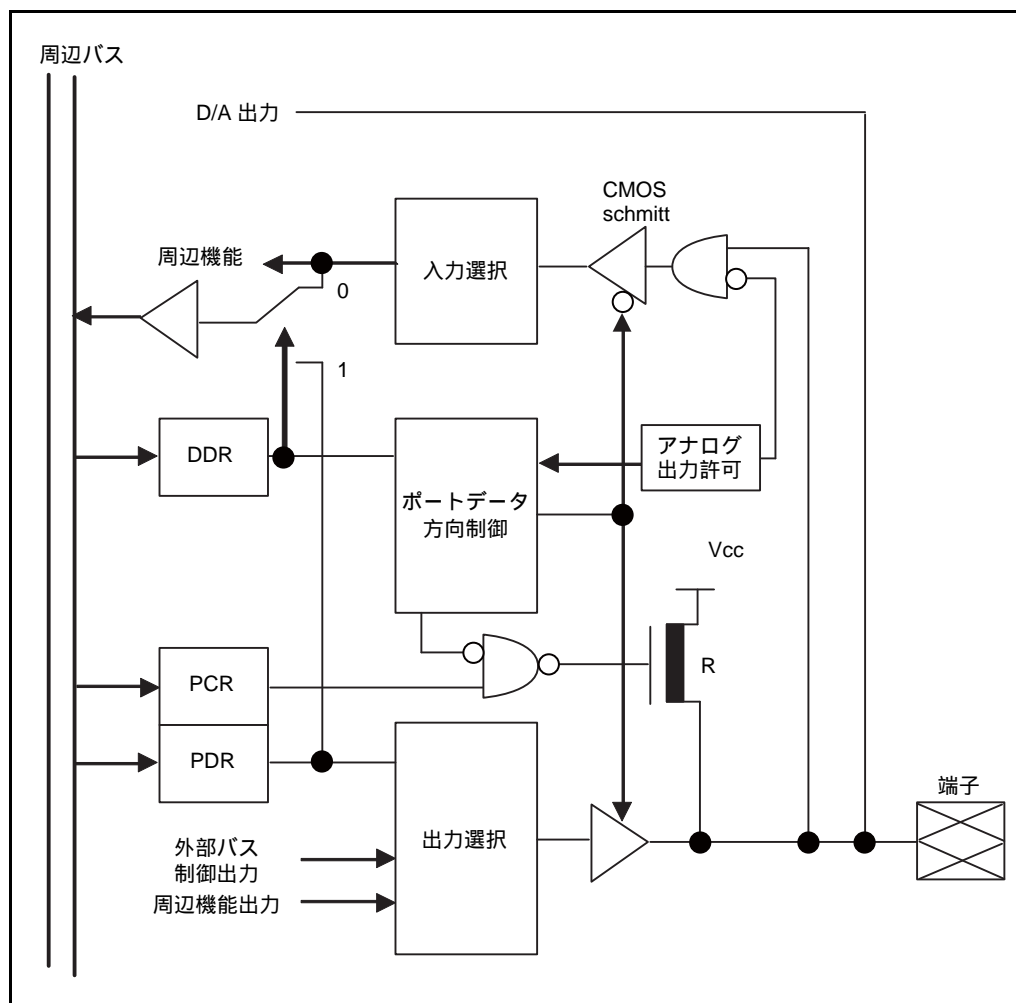 周辺バス
D/A 出力
CMOS
schmitt
周辺機能
入力選択
0
1
DDR
アナログ
出力許可
ポートデータ
方向制御
Vcc
PCR
R
PDR
端子
出力選択
外部バス
制御出力
周辺機能出力